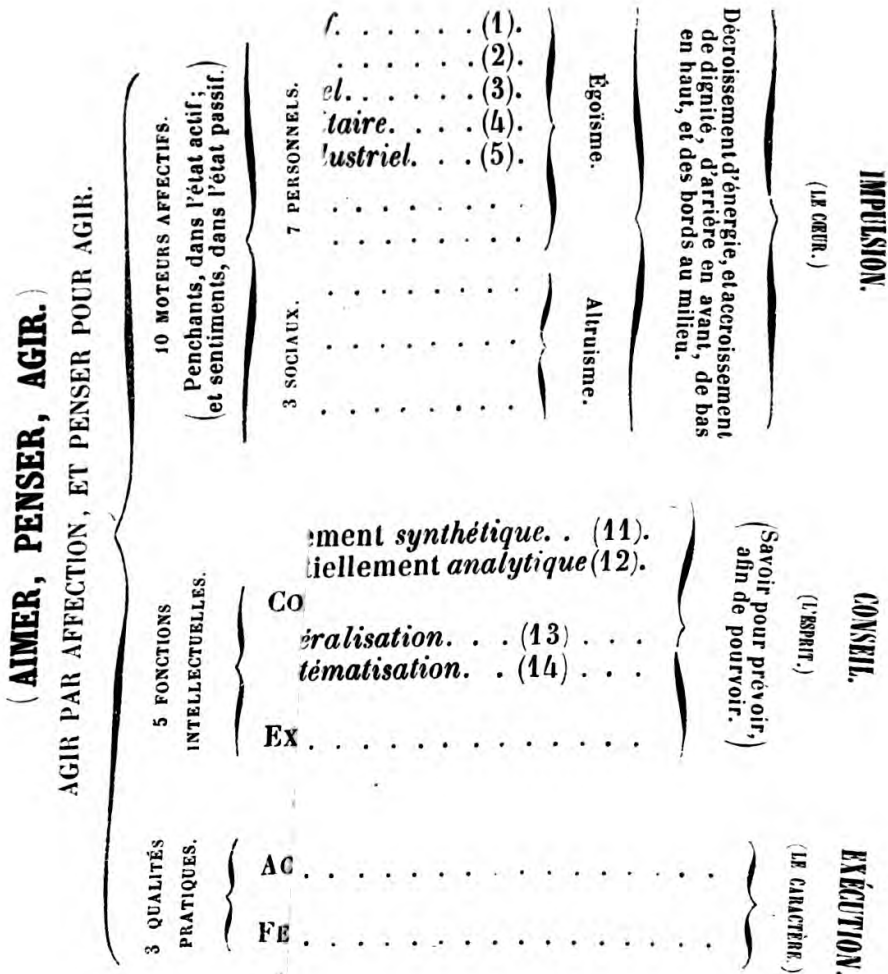 (AIMER, PENSER, AGIR.)
AGIR PAR AFFECTION, ET PENSER POUR AGIR.
10 MOTEURS AFFECTIFS.
(Penchants, dans l'état actif;
et sentiments, dans l'état passif.)
7 PERSONNELS.
. . . . . . (1).
. . . . . . (2).
el. . . . . . (3).
taire. . . . (4).
dustriel. . . (5).
Égoïsme.
3 SOCIAUX.
Altruisme.
Décroissement d'énergie, et accroissement
de dignité, d'arrière en avant, de bas
en haut, et des bords au milieu.
(LE CŒUR.)
IMPULSION.
5 FONCTIONS
INTELLECTUELLES.
ement synthétique. . (11).
tiellement analytique (12).
CO
éralisation. . . (13) . . .
tématisation. . (14) . . .
EX . . . . . . . . . . . . .
(Savoir pour prévoir,
afin de pourvoir.)
(L'ESPRIT.)
CONSEIL.
3 QUALITÉS
PRATIQUES.
AC . . . . . . . . . . . . . . . .
FE . . . . . . . . . . . . . . . .
(LE CARACTÈRE.)
EXÉCUTION.